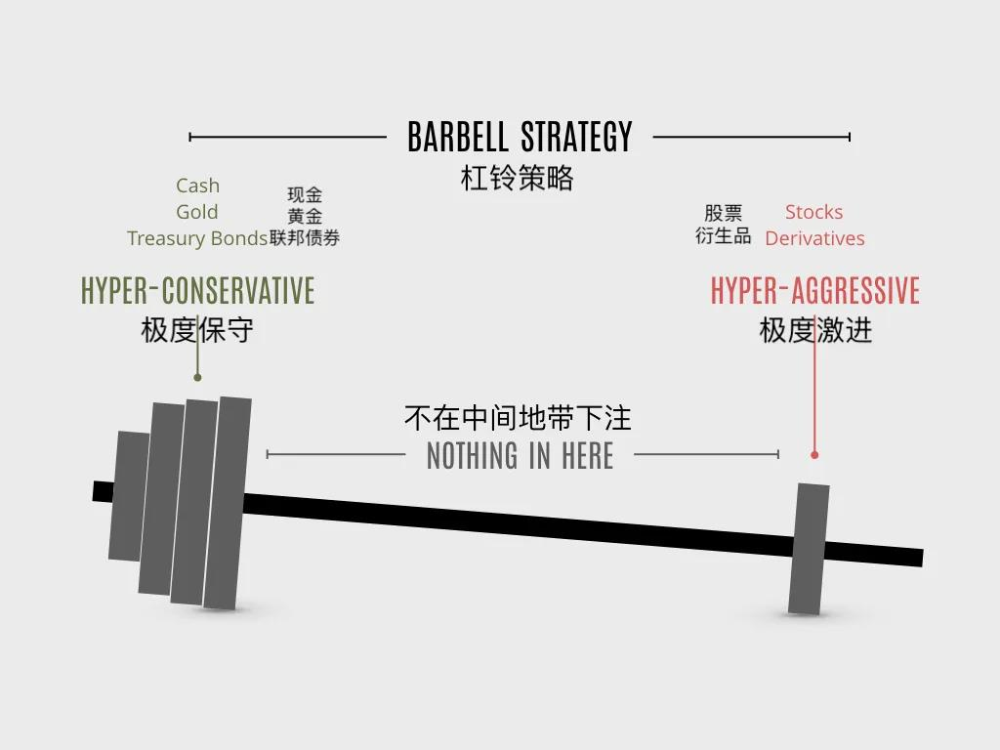 BARBELL STRATEGY
杠铃策略
Cash
Gold
Treasury Bonds
现金
黄金
联邦债券
股票
衍生品
Stocks
Derivatives
HYPER-CONSERVATIVE
极度保守
HYPER-AGGRESSIVE
极度激进
不在中间地带下注
NOTHING IN HERE